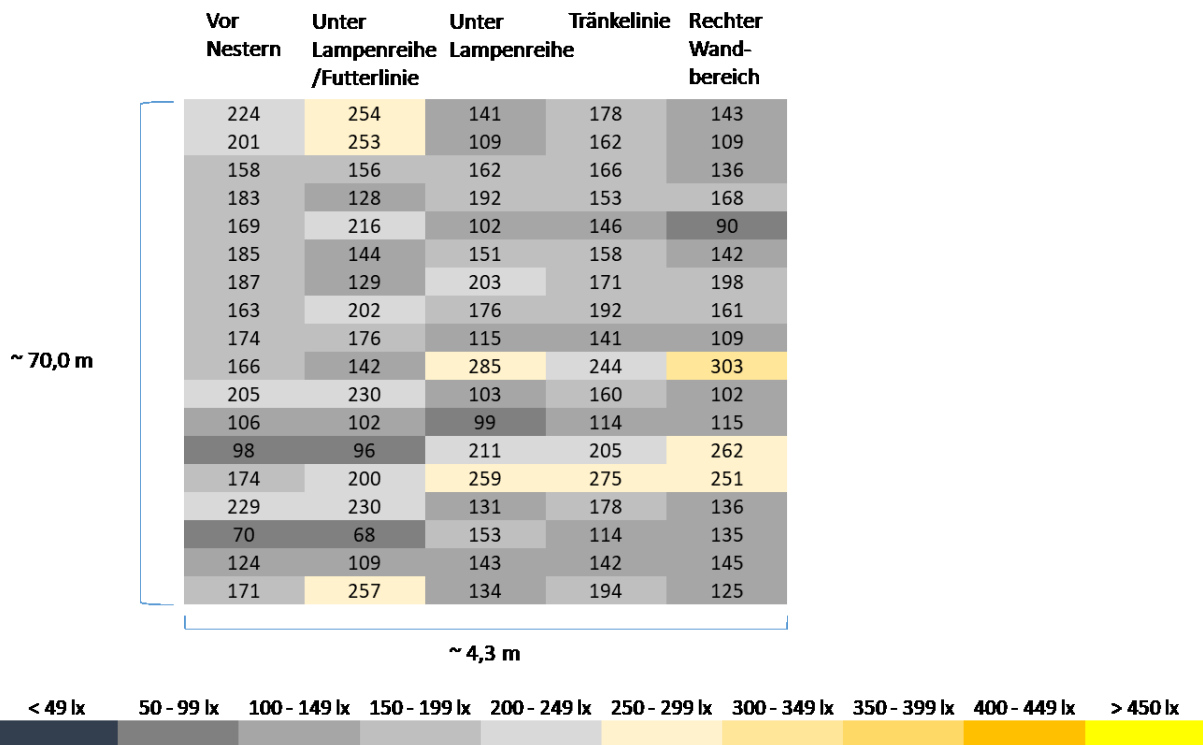 Vor Unter Unter Tränkelinie Rechter
Nestern Lampenreihe Lampenreihe Wand-
/Futterlinie bereich
224 254 141 178 143
201 253 109 162 109
158 156 162 166 136
183 128 192 153 168
169 216 102 146 90
185 144 151 158 142
187 129 203 171 198
163 202 176 192 161
174 176 115 141 109
~ 70,0 m
166 142 285 244 303
205 230 103 160 102
106 102 99 114 115
98 96 211 205 262
174 200 259 275 251
229 230 131 178 136
70 68 153 114 135
124 109 143 142 145
171 257 134 194 125
~ 4,3 m
< 49 lx 50 - 99 lx 100 - 149 lx 150 - 199 lx 200 - 249 lx 250 - 299 lx 300 - 349 lx 350 - 399 lx 400 - 449 lx > 450 lx